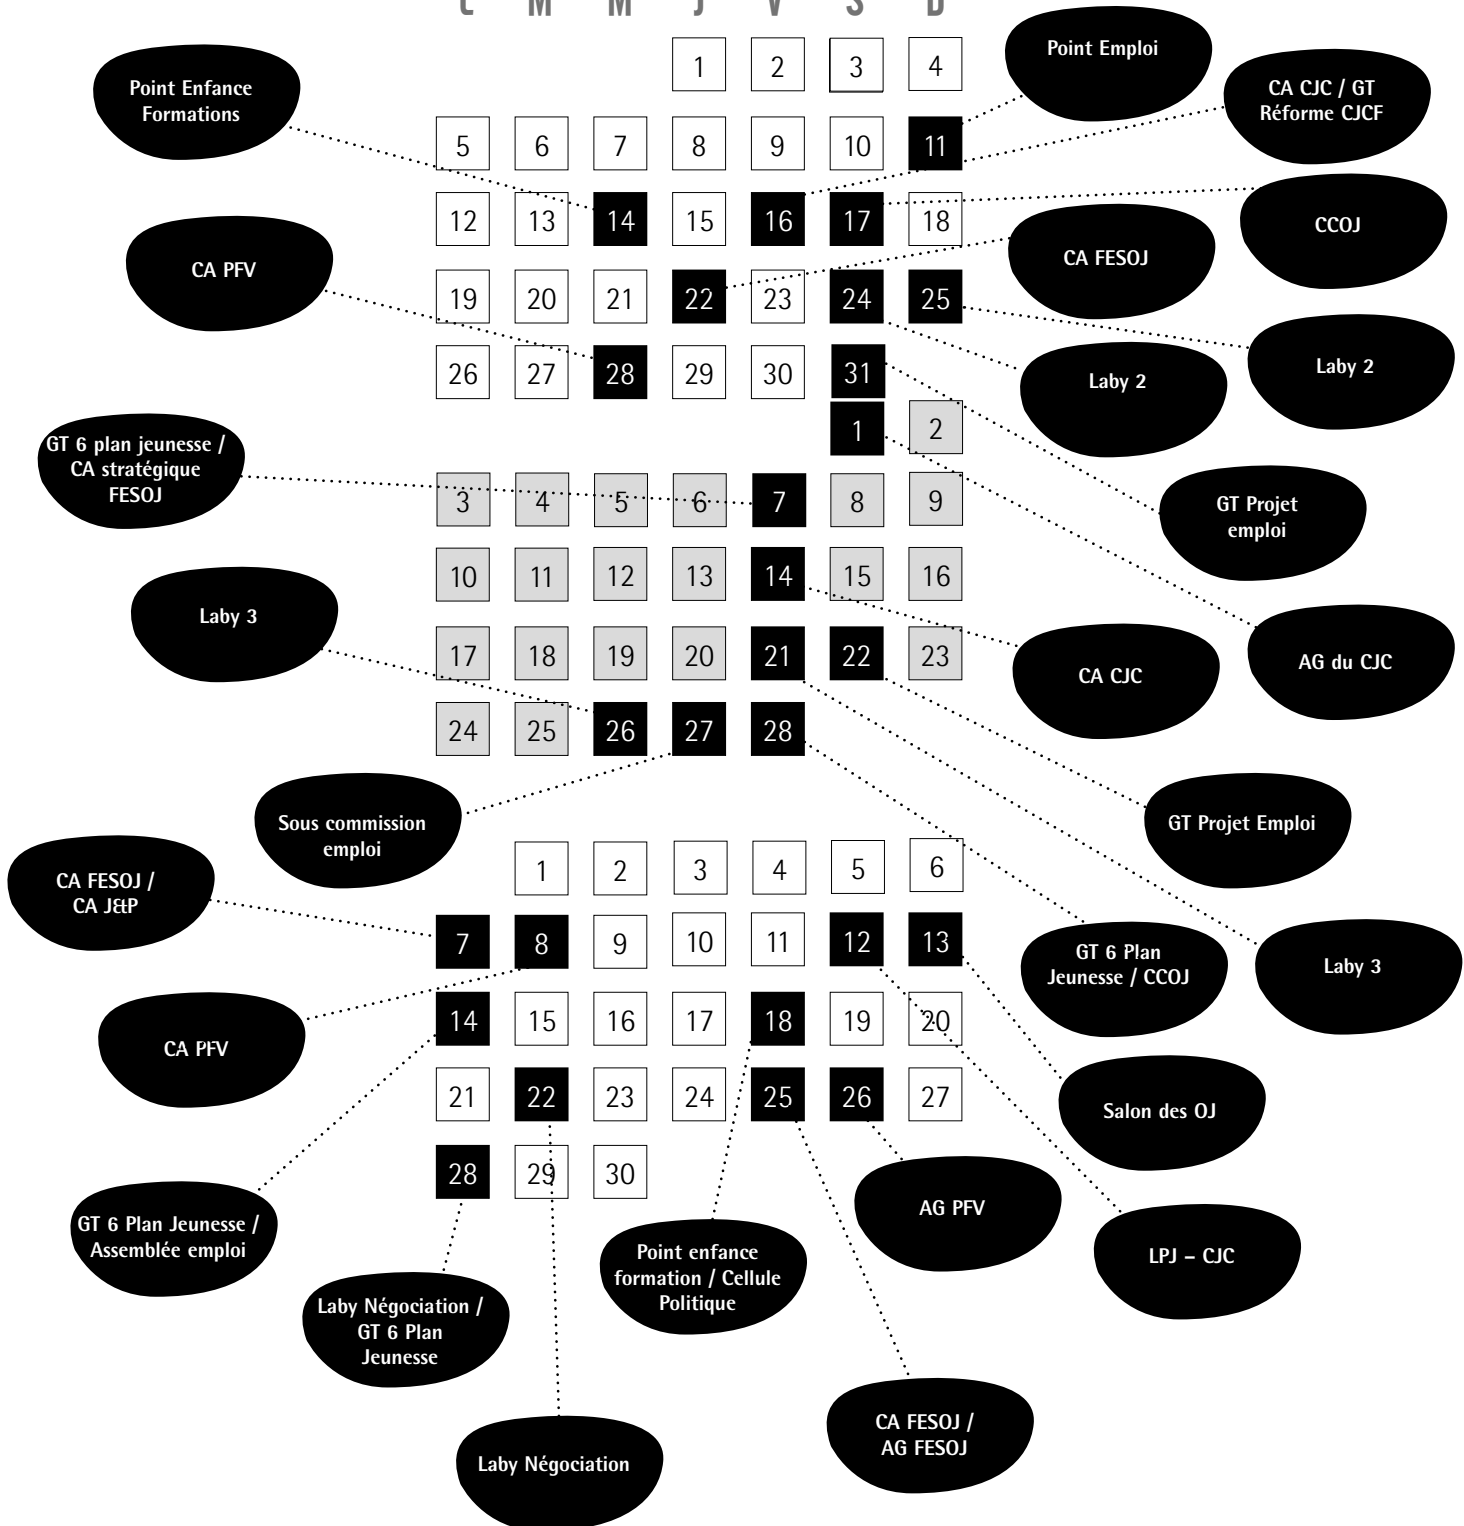 L M M J V S D
1 2 3 4
5 6 7 8 9 10 11
12 13 14 15 16 17 18
19 20 21 22 23 24 25
26 27 28 29 30 31
1 2
3 4 5 6 7 8 9
10 11 12 13 14 15 16
17 18 19 20 21 22 23
24 25 26 27 28
1 2 3 4 5 6
7 8 9 10 11 12 13
14 15 16 17 18 19 20
21 22 23 24 25 26 27
28 29 30
Point Enfance
Formations
CA PFV
GT 6 plan jeunesse /
CA stratégique
FESOJ
Laby 3
Sous commission
emploi
CA FESOJ /
CA J&P
CA PFV
GT 6 Plan Jeunesse /
Assemblée emploi
Laby Négociation /
GT 6 Plan
Jeunesse
Laby Négociation
Point enfance
formation / Cellule
Politique
CA FESOJ /
AG FESOJ
AG PFV
LPJ – CJC
Salon des OJ
GT 6 Plan
Jeunesse / CCOJ
Laby 3
GT Projet Emploi
CA CJC
AG du CJC
GT Projet
emploi
Laby 2
Laby 2
CA FESOJ
CCOJ
CA CJC / GT
Réforme CJCF
Point Emploi